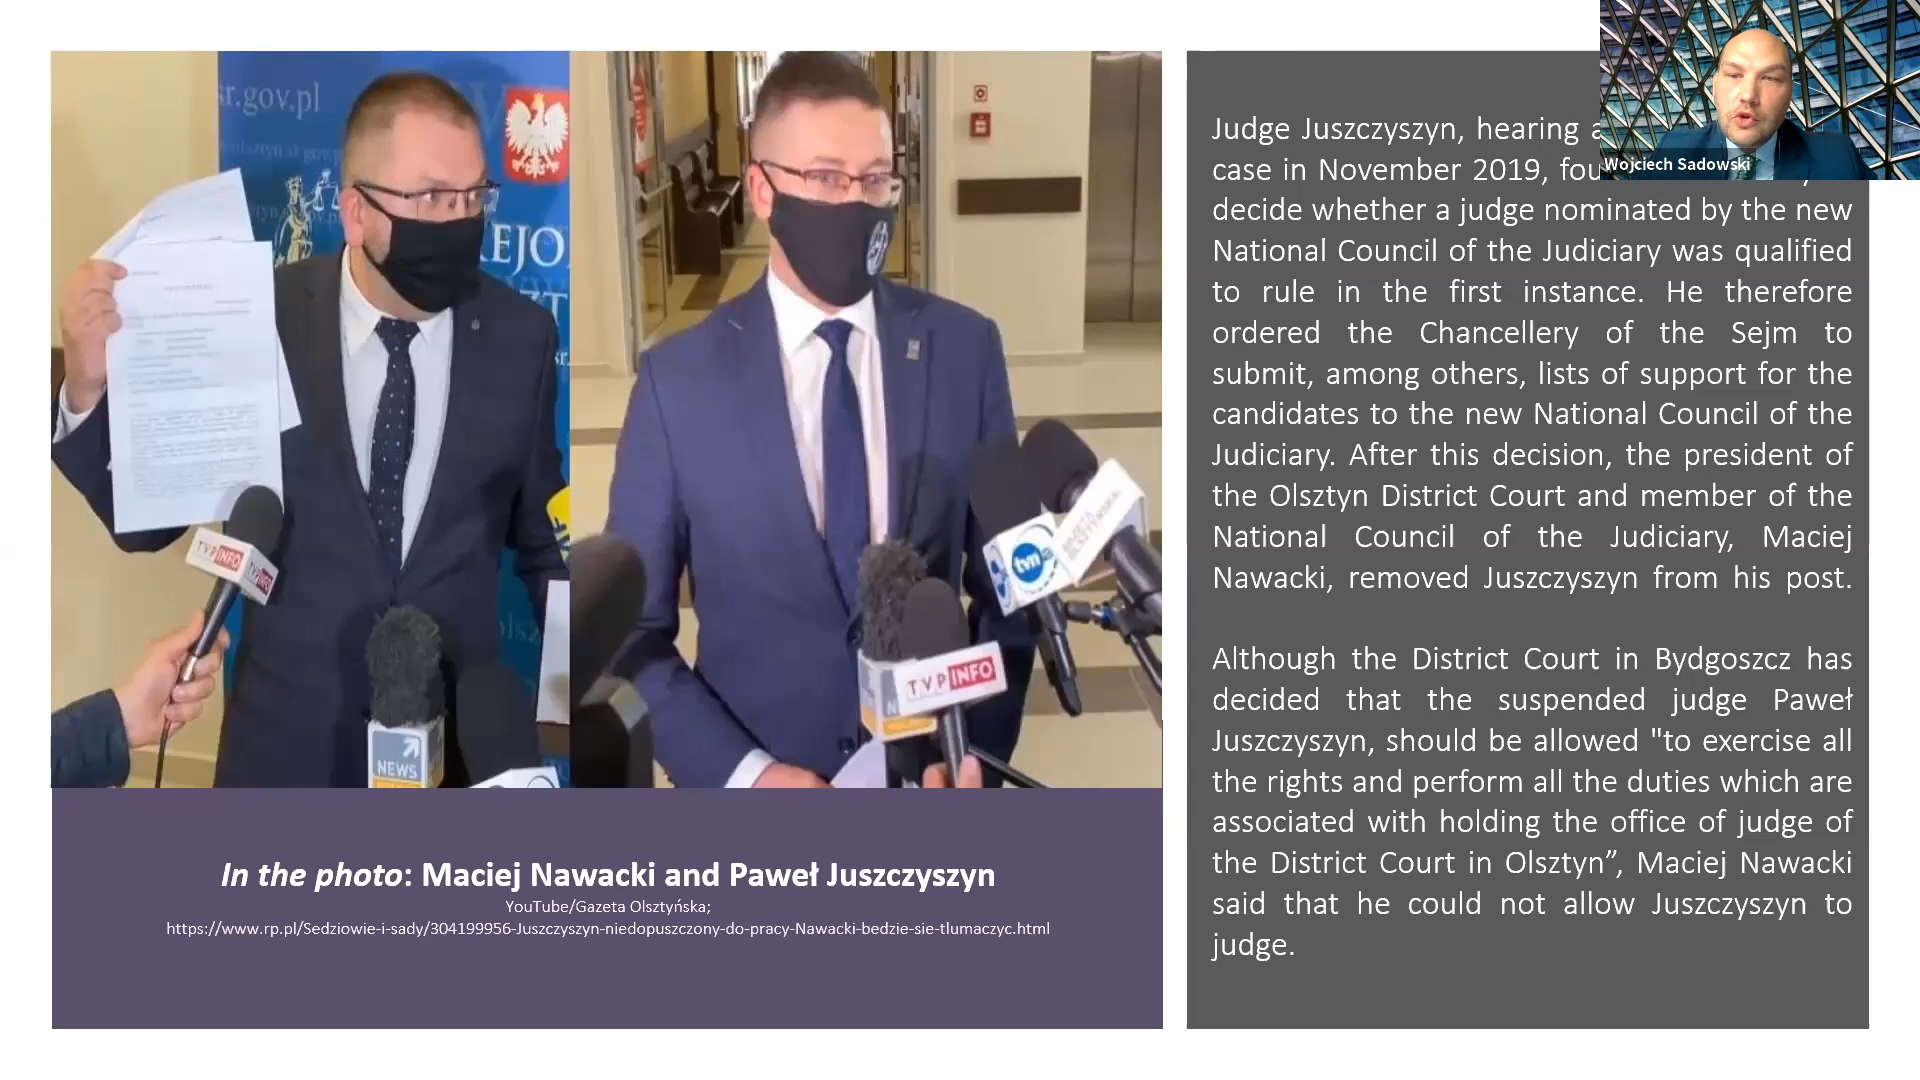 sr.gov.pl
EJO
TVP INFO
TVP INFO
NEWS
tvn
TVP INFO
In the photo: Maciej Nawacki and Paweł Juszczyszyn
YouTube/Gazeta Olsztyńska;
https://www.rp.pl/Sedziowie-i-sady/304199956-Juszczyszyn-niedopuszczony-do-pracy-Nawacki-bedzie-sie-tlumaczyc.html
Wojciech Sadowski
Judge Juszczyszyn, hearing
case in November 2019,
decide whether a judge nominated by the new
National Council of the Judiciary was qualified
to rule in the first instance. He therefore
ordered the Chancellery of the Sejm to
submit, among others, lists of support for the
candidates to the new National Council of the
Judiciary. After this decision, the president of
the Olsztyn District Court and member of the
National Council of the Judiciary, Maciej
Nawacki, removed Juszczyszyn from his post.
Although the District Court in Bydgoszcz has
decided that the suspended judge Paweł
Juszczyszyn, should be allowed "to exercise all
the rights and perform all the duties which are
associated with holding the office of judge of
the District Court in Olsztyn”, Maciej Nawacki
said that he could not allow Juszczyszyn to
judge.